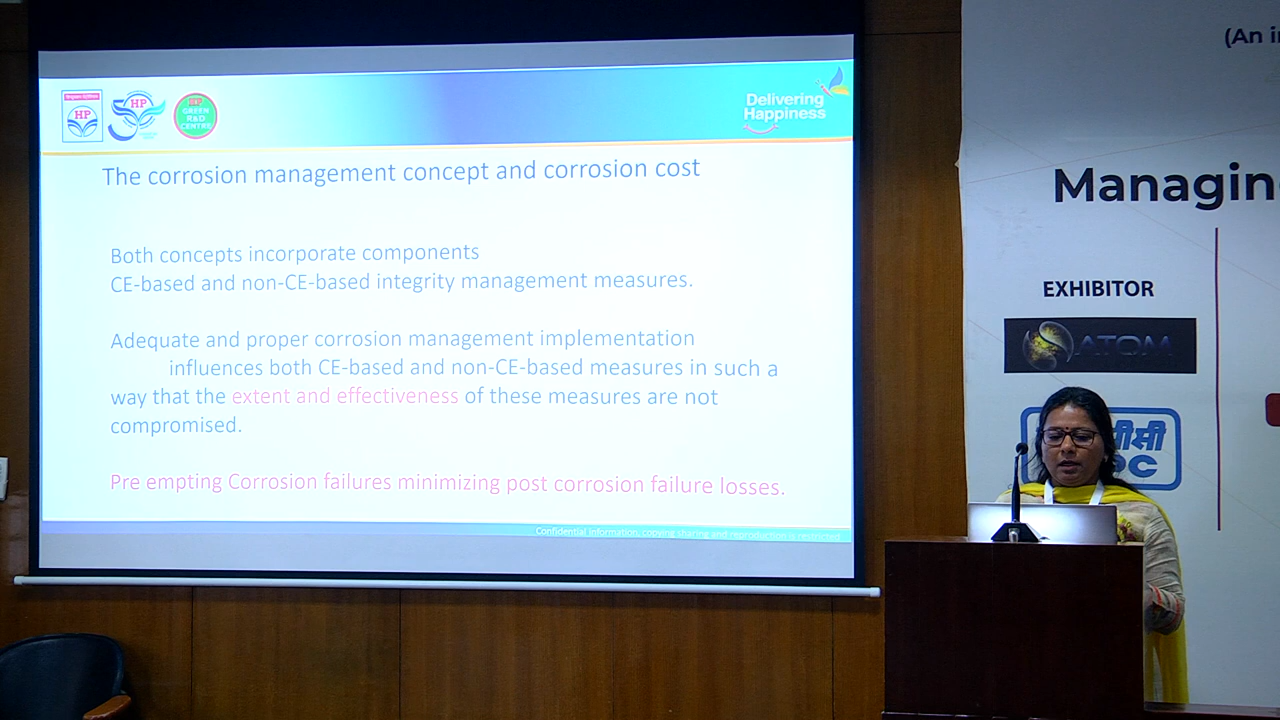 HP
HP
HP
GREEN
R&D
CENTRE
Delivering
Happiness
The corrosion management concept and corrosion cost
Both concepts incorporate components
CE-based and non-CE-based integrity management measures.
Adequate and proper corrosion management implementation
influences both CE-based and non-CE-based measures in such a
way that the extent and effectiveness of these measures are not
compromised.
Pre empting Corrosion failures minimizing post corrosion failure losses.
Confidential Information, copying sharing and reproduction is restricted
(An i
Managin
EXHIBITOR
ATOM